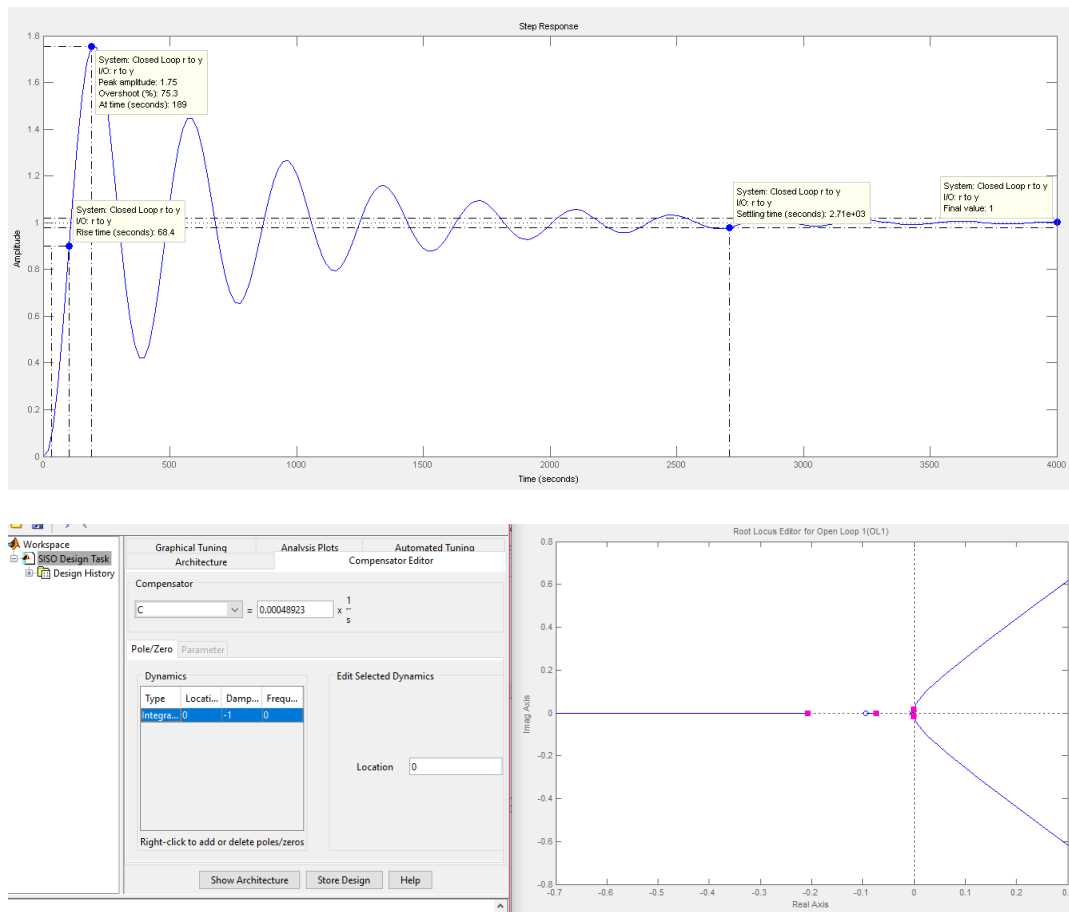 Step Response
1.8
1.6
1.4
1.2
1
0.8
0.6
0.4
0.2
0
Amplitude
System: Closed Loop r to y
I/O: r to y
Peak amplitude: 1.75
Overshoot (%): 75.3
At time (seconds): 189
System: Closed Loop r to y
I/O: r to y
Rise time (seconds): 68.4
System: Closed Loop r to y
I/O: r to y
Settling time (seconds): 2.71e+03
System: Closed Loop r to y
I/O: r to y
Final value: 1
0 500 1000 1500 2000 2500 3000 3500 4000
Time (seconds)
Workspace
SISO Design Task
Design History
Graphical Tuning Analysis Plots Automated Tuning
Architecture Compensator Editor
Compensator
C = 0.00048923 x 1
s
Pole/Zero Parameter
Dynamics
Type Locati... Damp... Frequ...
Integra... 0 -1 0
Right-click to add or delete poles/zeros
Edit Selected Dynamics
Location 0
Show Architecture Store Design Help
Root Locus Editor for Open Loop 1(OL1)
0.8
0.6
0.4
0.2
0
-0.2
-0.4
-0.6
-0.8
Imag Axis
-0.7 -0.6 -0.5 -0.4 -0.3 -0.2 -0.1 0 0.1 0.2
Real Axis